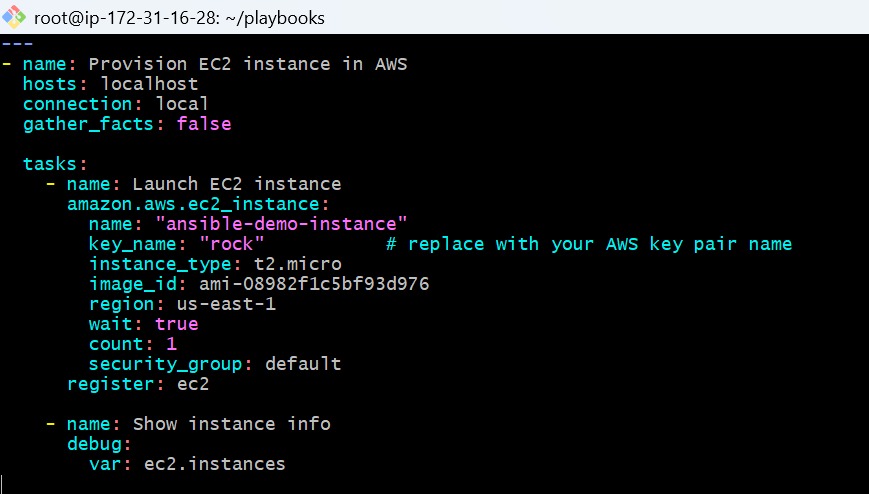 root@ip-172-31-16-28: ~/playbooks
---
- name: Provision EC2 instance in AWS
  hosts: localhost
  connection: local
  gather_facts: false

  tasks:
    - name: Launch EC2 instance
      amazon.aws.ec2_instance:
        name: "ansible-demo-instance"
        key_name: "rock"           # replace with your AWS key pair name
        instance_type: t2.micro
        image_id: ami-08982f1c5bf93d976
        region: us-east-1
        wait: true
        count: 1
        security_group: default
      register: ec2

    - name: Show instance info
      debug:
        var: ec2.instances